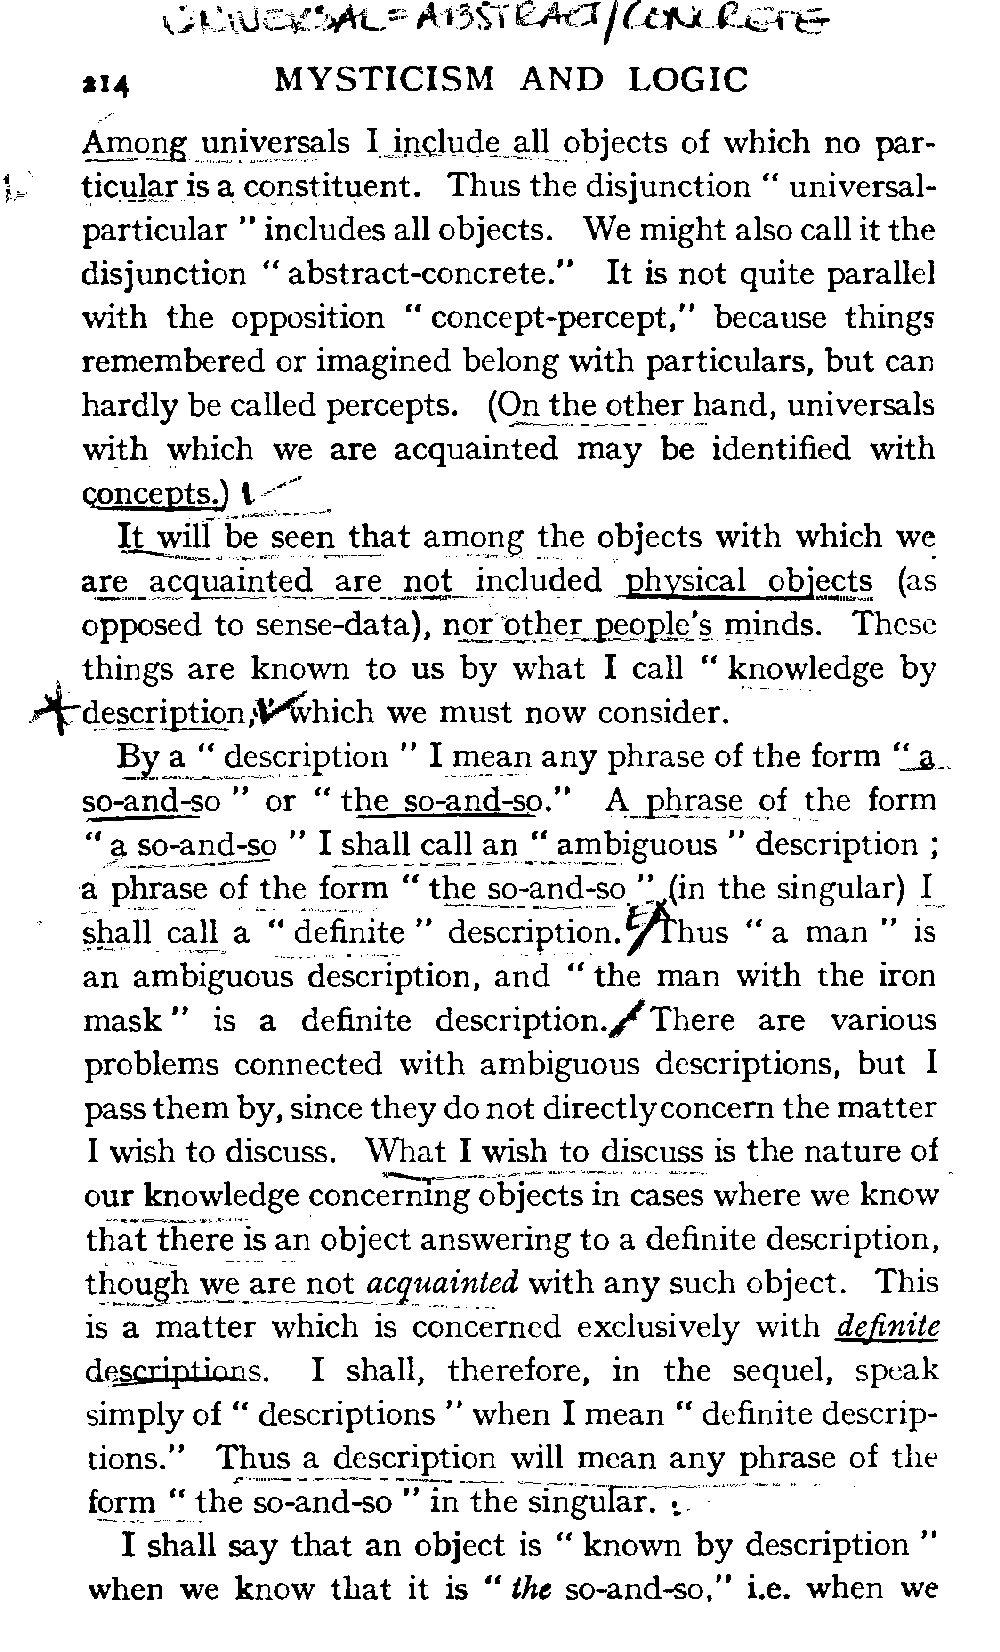 UNIVERSAL = ABSTRACT/CONCRETE
214 MYSTICISM AND LOGIC
Among universals I include all objects of which no par-
ticular is a constituent. Thus the disjunction “ universal-
particular ” includes all objects. We might also call it the
disjunction “ abstract-concrete.” It is not quite parallel
with the opposition “ concept-percept,” because things
remembered or imagined belong with particulars, but can
hardly be called percepts. (On the other hand, universals
with which we are acquainted may be identified with
concepts.)
It will be seen that among the objects with which we
are acquainted are not included physical objects (as
opposed to sense-data), nor other people’s minds. These
things are known to us by what I call “ knowledge by
description,” which we must now consider.
By a “ description ” I mean any phrase of the form “ a
so-and-so ” or “ the so-and-so.” A phrase of the form
“ a so-and-so ” I shall call an “ ambiguous ” description ;
a phrase of the form “ the so-and-so ” (in the singular) I
shall call a “ definite ” description. Thus “ a man ” is
an ambiguous description, and “ the man with the iron
mask ” is a definite description. There are various
problems connected with ambiguous descriptions, but I
pass them by, since they do not directly concern the matter
I wish to discuss. What I wish to discuss is the nature of
our knowledge concerning objects in cases where we know
that there is an object answering to a definite description,
though we are not acquainted with any such object. This
is a matter which is concerned exclusively with definite
descriptions. I shall, therefore, in the sequel, speak
simply of “ descriptions ” when I mean “ definite descrip-
tions.” Thus a description will mean any phrase of the
form “ the so-and-so ” in the singular.
I shall say that an object is “ known by description ”
when we know that it is “ the so-and-so,” i.e. when we